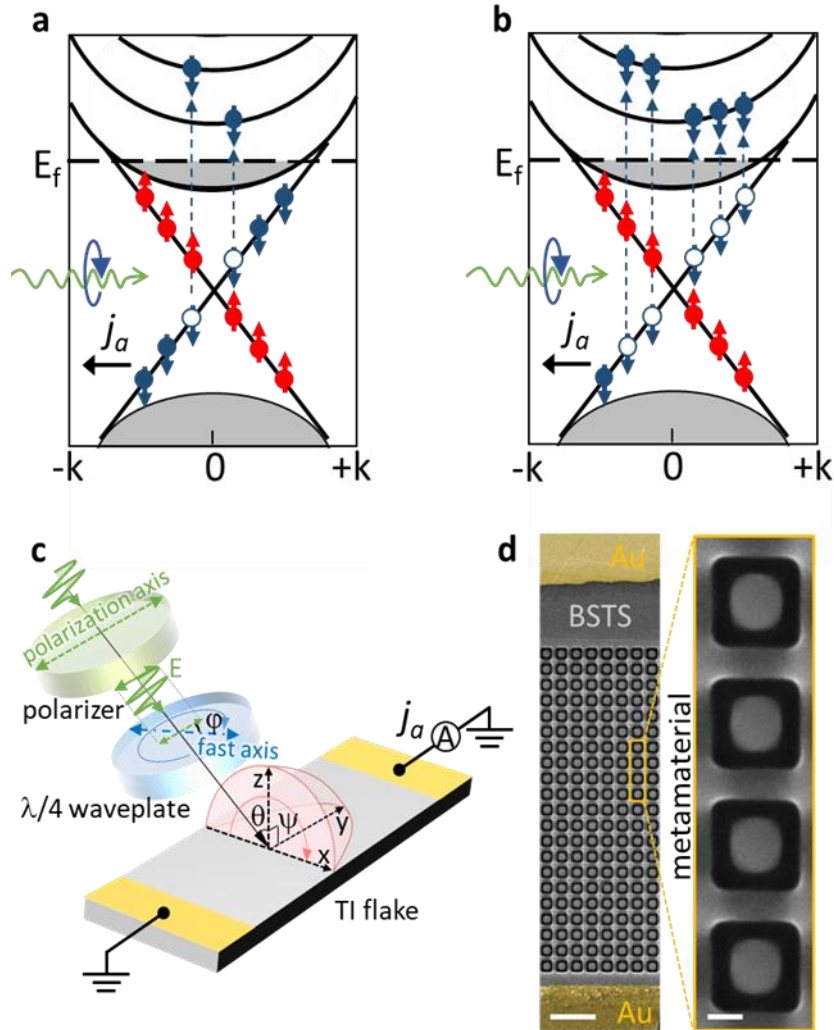 a
E_f
j_a
-k
0
+k
b
E_f
j_a
-k
0
+k
c
polarization axis
E
polarizer
φ
fast axis
λ/4 waveplate
j_a
A
z
θ
ψ
y
x
TI flake
d
Au
BSTS
metamaterial
Au